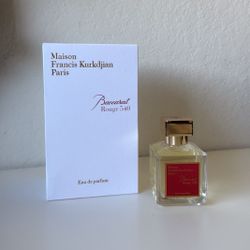 Maison
Francis Kurkdjian
Paris
Baccarat
Rouge 540
Eau de parfum